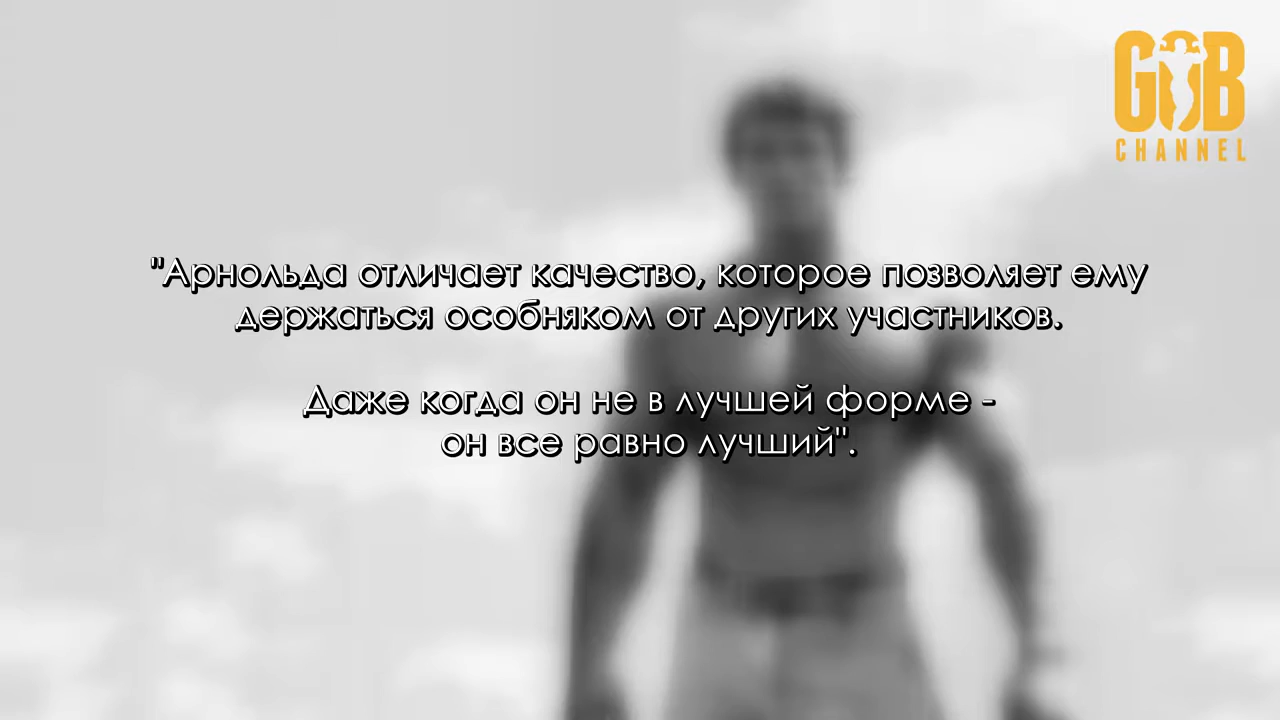 GOB
CHANNEL
"Арнольда отличает качество, которое позволяет ему
держаться особняком от других участников.
Даже когда он не в лучшей форме -
он все равно лучший".